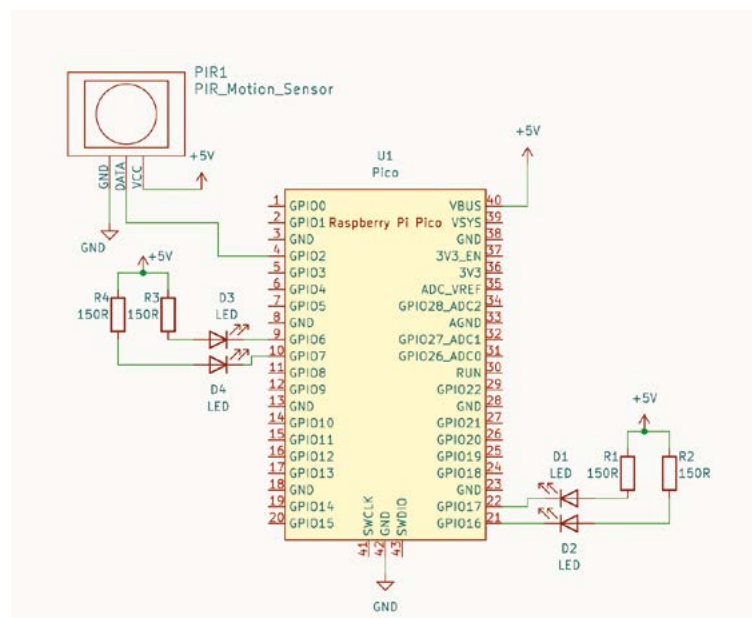 PIR1
PIR_Motion_Sensor
GND
DATA
VCC
+5V
GND
+5V
U1
Pico
Raspberry Pi Pico
1 GPIO0
2 GPIO1
3 GND
4 GPIO2
5 GPIO3
6 GPIO4
7 GPIO5
8 GND
9 GPIO6
10 GPIO7
11 GPIO8
12 GPIO9
13 GND
14 GPIO10
15 GPIO11
16 GPIO12
17 GPIO13
18 GND
19 GPIO14
20 GPIO15
VBUS 40
VSYS 39
GND 38
3V3_EN 37
3V3 36
ADC_VREF 35
GPIO28_ADC2 34
AGND 33
GPIO27_ADC1 32
GPIO26_ADC0 31
RUN 30
GPIO22 29
GND 28
GPIO21 27
GPIO20 26
GPIO19 25
GPIO18 24
GND 23
GPIO17 22
GPIO16 21
SWCLK 41
GND 42
SWDIO 43
GND
+5V
R4
150R
R3
150R
D3
LED
D4
LED
+5V
D1
LED
R1
150R
R2
150R
D2
LED